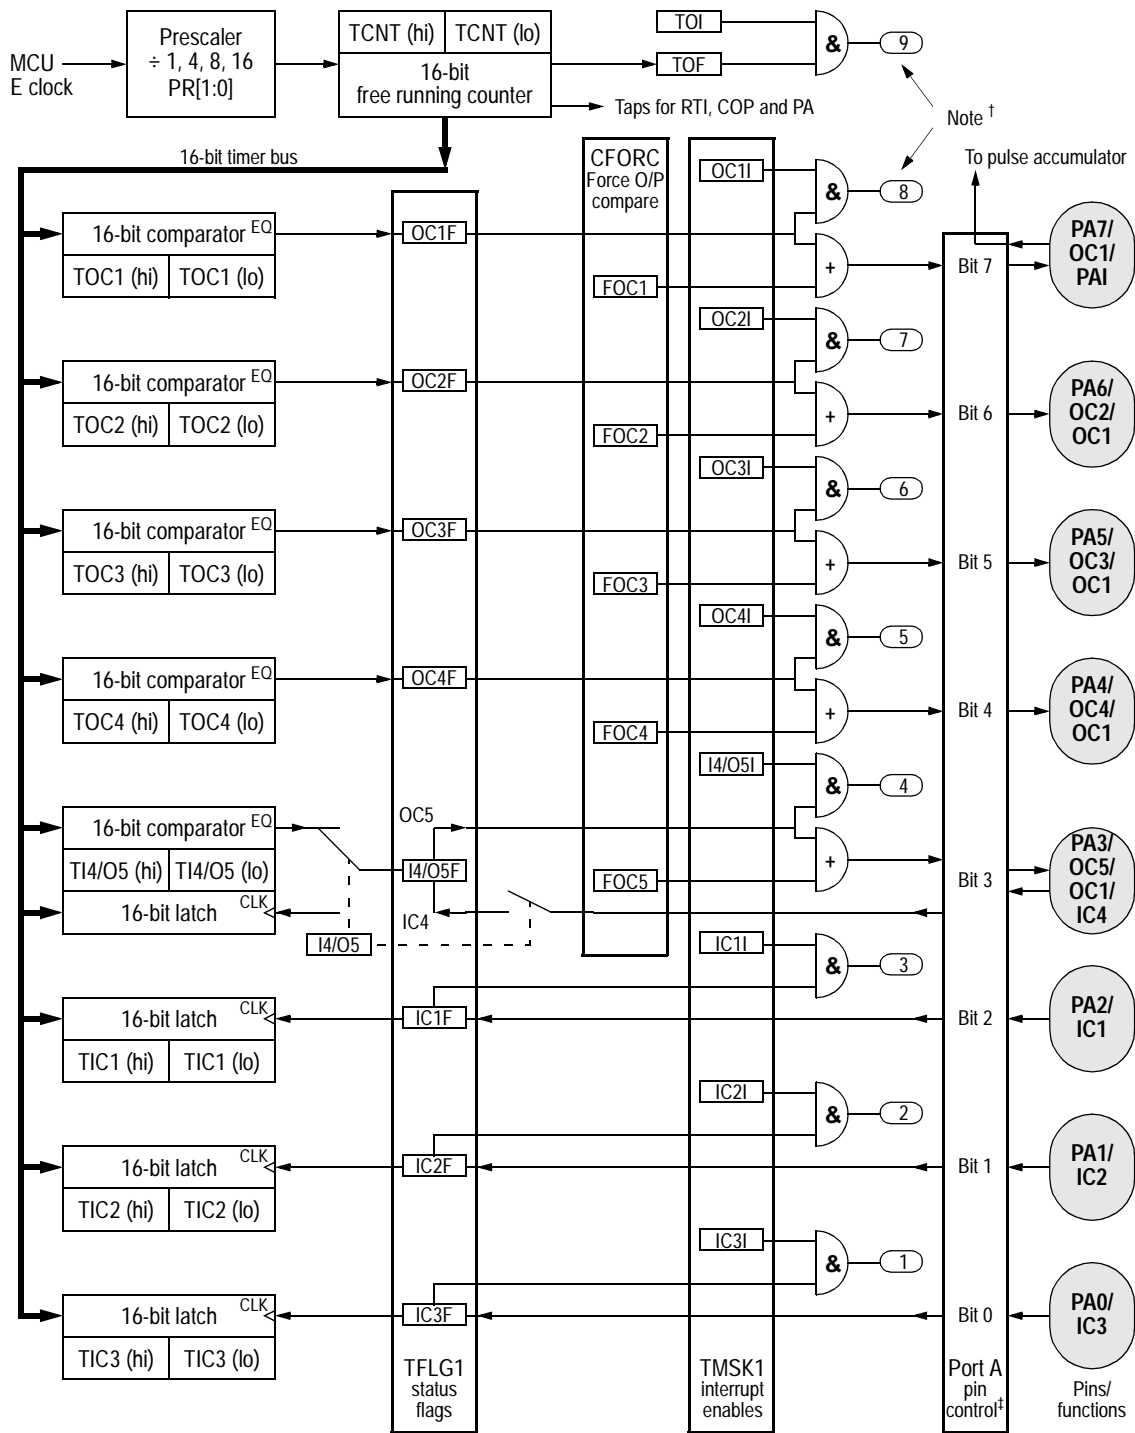 MCU
E clock
Prescaler
÷ 1, 4, 8, 16
PR[1:0]
TCNT (hi) TCNT (lo)
16-bit
free running counter
TOI
TOF
&
9
Taps for RTI, COP and PA
Note †
16-bit timer bus
To pulse accumulator
CFORC
Force O/P
compare
OC1I
&
8
16-bit comparator EQ
TOC1 (hi) TOC1 (lo)
OC1F
FOC1
+
Bit 7
PA7/
OC1/
PAI
OC2I
&
7
16-bit comparator EQ
TOC2 (hi) TOC2 (lo)
OC2F
FOC2
+
Bit 6
PA6/
OC2/
OC1
OC3I
&
6
16-bit comparator EQ
TOC3 (hi) TOC3 (lo)
OC3F
FOC3
+
Bit 5
PA5/
OC3/
OC1
OC4I
&
5
16-bit comparator EQ
TOC4 (hi) TOC4 (lo)
OC4F
FOC4
+
Bit 4
PA4/
OC4/
OC1
I4/O5I
&
4
16-bit comparator EQ
TI4/O5 (hi) TI4/O5 (lo)
16-bit latch CLK
OC5
I4/O5F
IC4
I4/O5
FOC5
+
Bit 3
PA3/
OC5/
OC1/
IC4
IC1I
&
3
16-bit latch CLK
TIC1 (hi) TIC1 (lo)
IC1F
Bit 2
PA2/
IC1
IC2I
&
2
16-bit latch CLK
TIC2 (hi) TIC2 (lo)
IC2F
Bit 1
PA1/
IC2
IC3I
&
1
16-bit latch CLK
TIC3 (hi) TIC3 (lo)
IC3F
Bit 0
PA0/
IC3
TFLG1
status
flags
TMSK1
interrupt
enables
Port A
pin
control‡
Pins/
functions